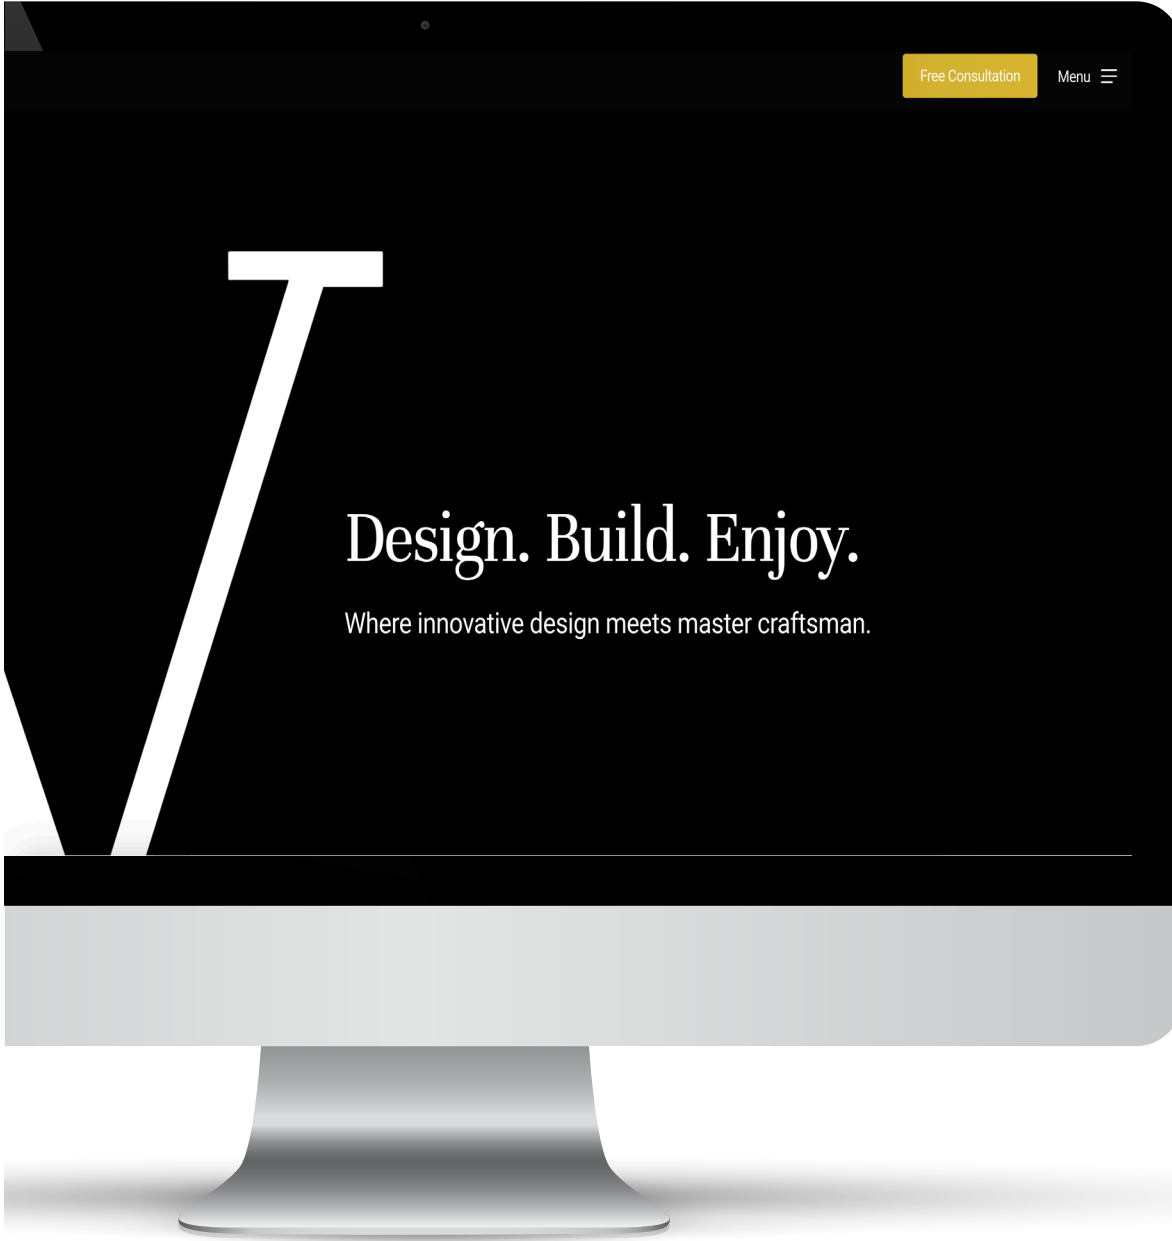 Free Consultation
Menu
Design. Build. Enjoy.
Where innovative design meets master craftsman.